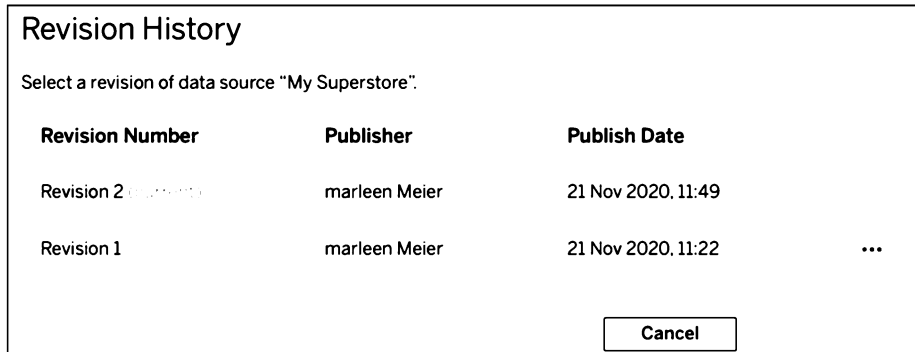 Revision History
Select a revision of data source “My Superstore”.
Revision Number Publisher Publish Date
Revision 2 marleen Meier 21 Nov 2020, 11:49
Revision 1 marleen Meier 21 Nov 2020, 11:22 •••
Cancel